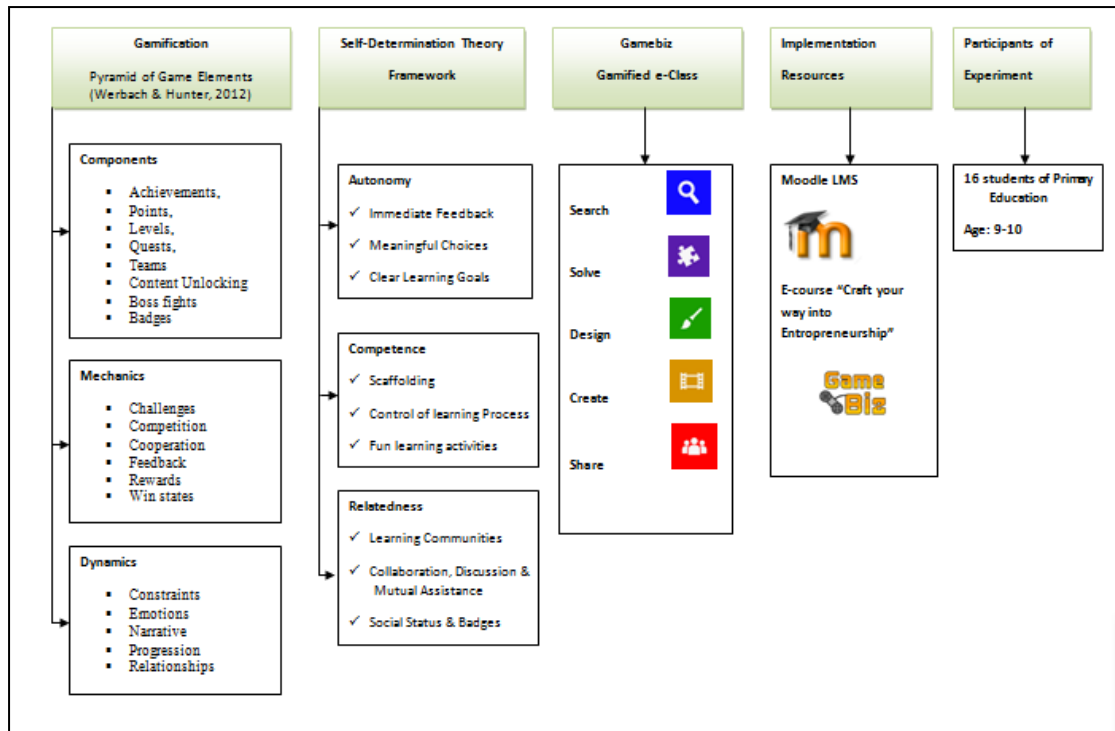 Gamification
Pyramid of Game Elements
(Werbach & Hunter, 2012)
Components
Achievements,
Points,
Levels,
Quests,
Teams
Content Unlocking
Boss fights
Badges
Mechanics
Challenges
Competition
Cooperation
Feedback
Rewards
Win states
Dynamics
Constraints
Emotions
Narrative
Progression
Relationships
Self-Determination Theory
Framework
Autonomy
✓ Immediate Feedback
✓ Meaningful Choices
✓ Clear Learning Goals
Competence
✓ Scaffolding
✓ Control of learning Process
✓ Fun learning activities
Relatedness
✓ Learning Communities
✓ Collaboration, Discussion &
Mutual Assistance
✓ Social Status & Badges
Gamebiz
Gamified e-Class
Search
Solve
Design
Create
Share
Implementation
Resources
Moodle LMS
m
E-course “Craft your
way into
Entropreneurship”
Game
Biz
Participants of
Experiment
16 students of Primary
Education
Age: 9-10